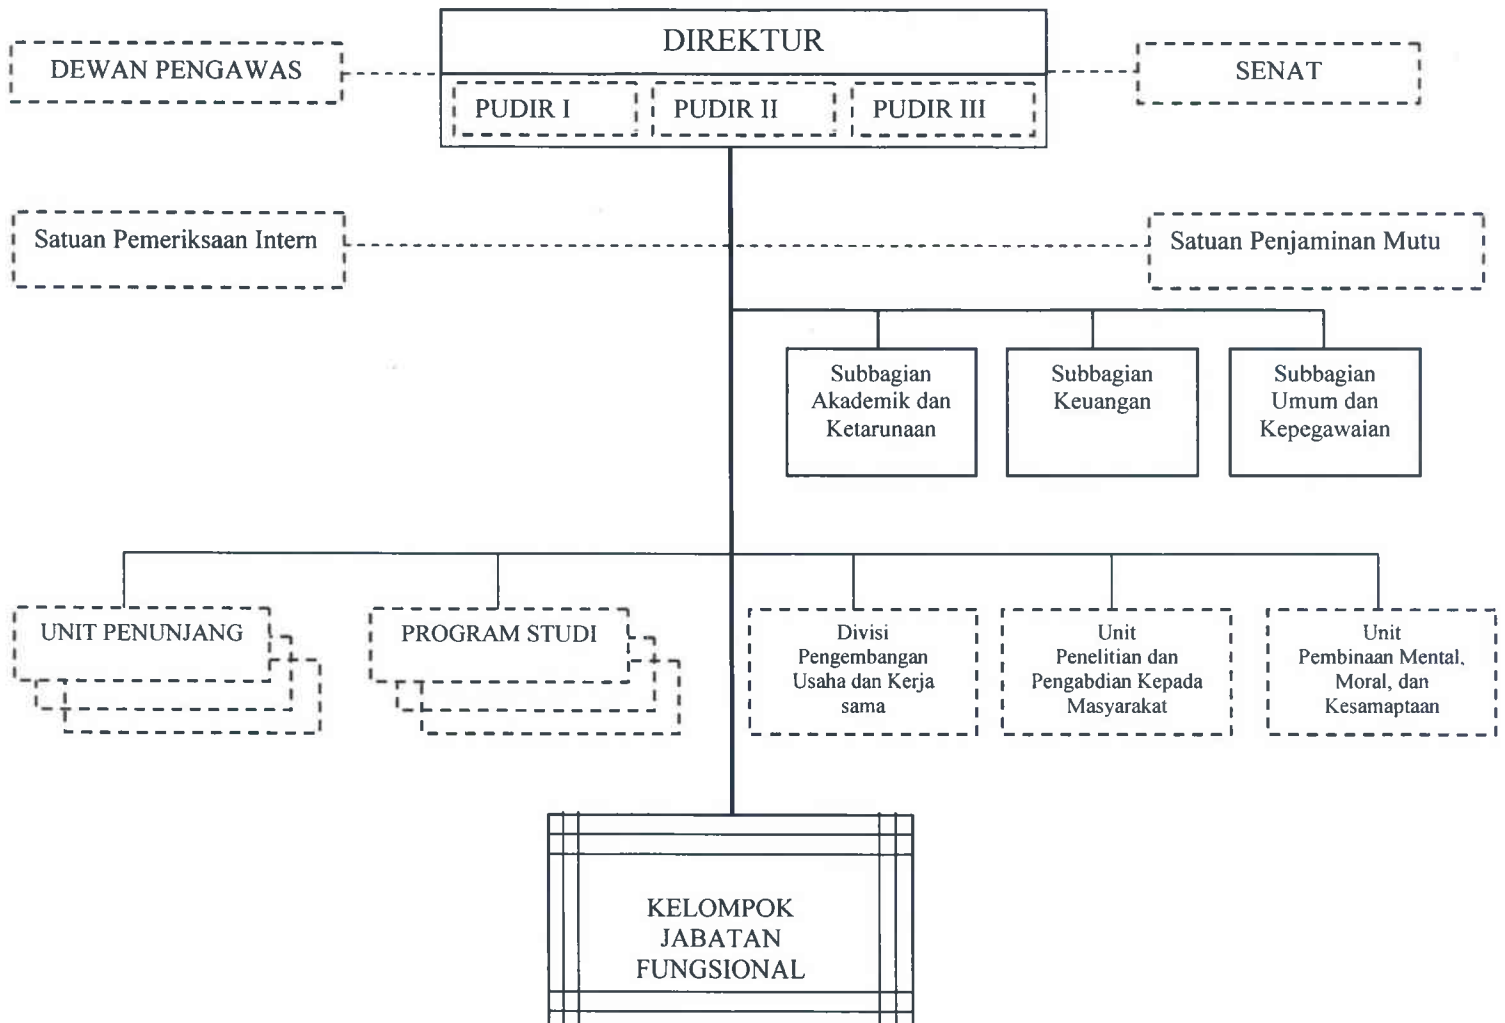 DIREKTUR
DEWAN PENGAWAS
SENAT
PUDIR I
PUDIR II
PUDIR III
Satuan Pemeriksaan Intern
Satuan Penjaminan Mutu
Subbagian
Akademik dan
Ketarunaan
Subbagian
Keuangan
Subbagian
Umum dan
Kepegawaian
UNIT PENUNJANG
PROGRAM STUDI
Divisi
Pengembangan
Usaha dan Kerja
sama
Unit
Penelitian dan
Pengabdian Kepada
Masyarakat
Unit
Pembinaan Mental,
Moral, dan
Kesamaptaan
KELOMPOK
JABATAN
FUNGSIONAL